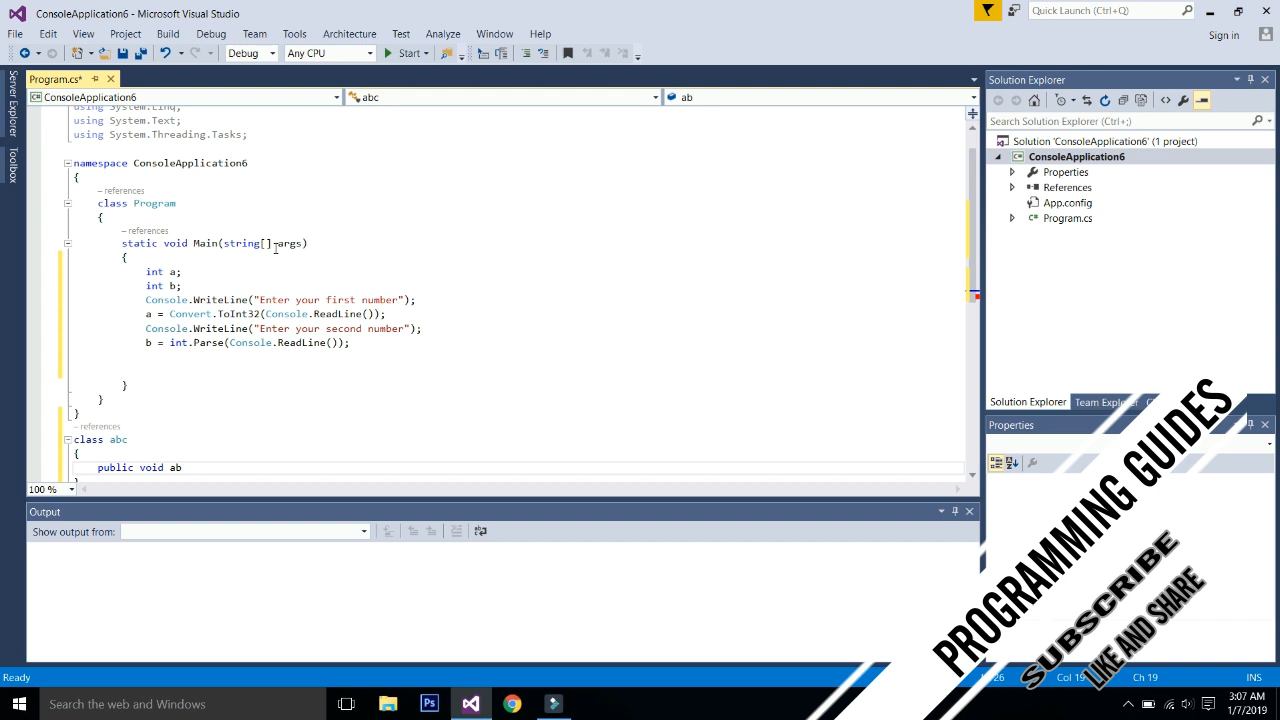 ConsoleApplication6 - Microsoft Visual Studio
Quick Launch (Ctrl+Q)
File Edit View Project Build Debug Team Tools Architecture Test Analyze Window Help
Sign in
Debug Any CPU Start
Server Explorer
Toolbox
Program.cs*
ConsoleApplication6 abc ab
using System.Linq;
using System.Text;
using System.Threading.Tasks;
namespace ConsoleApplication6
{
– references
class Program
{
– references
static void Main(string[] args)
{
int a;
int b;
Console.WriteLine("Enter your first number");
a = Convert.ToInt32(Console.ReadLine());
Console.WriteLine("Enter your second number");
b = int.Parse(Console.ReadLine());
}
}
}
– references
class abc
{
public void ab
100 %
Output
Show output from:
Solution Explorer
Search Solution Explorer (Ctrl+;)
Solution 'ConsoleApplication6' (1 project)
ConsoleApplication6
Properties
References
App.config
Program.cs
Solution Explorer Team Explorer
Properties
PROGRAMMING GUIDES
SUBSCRIBE
LIKE AND SHARE
Ready Col 19 Ch 19 INS
Search the web and Windows
3:07 AM
1/7/2019